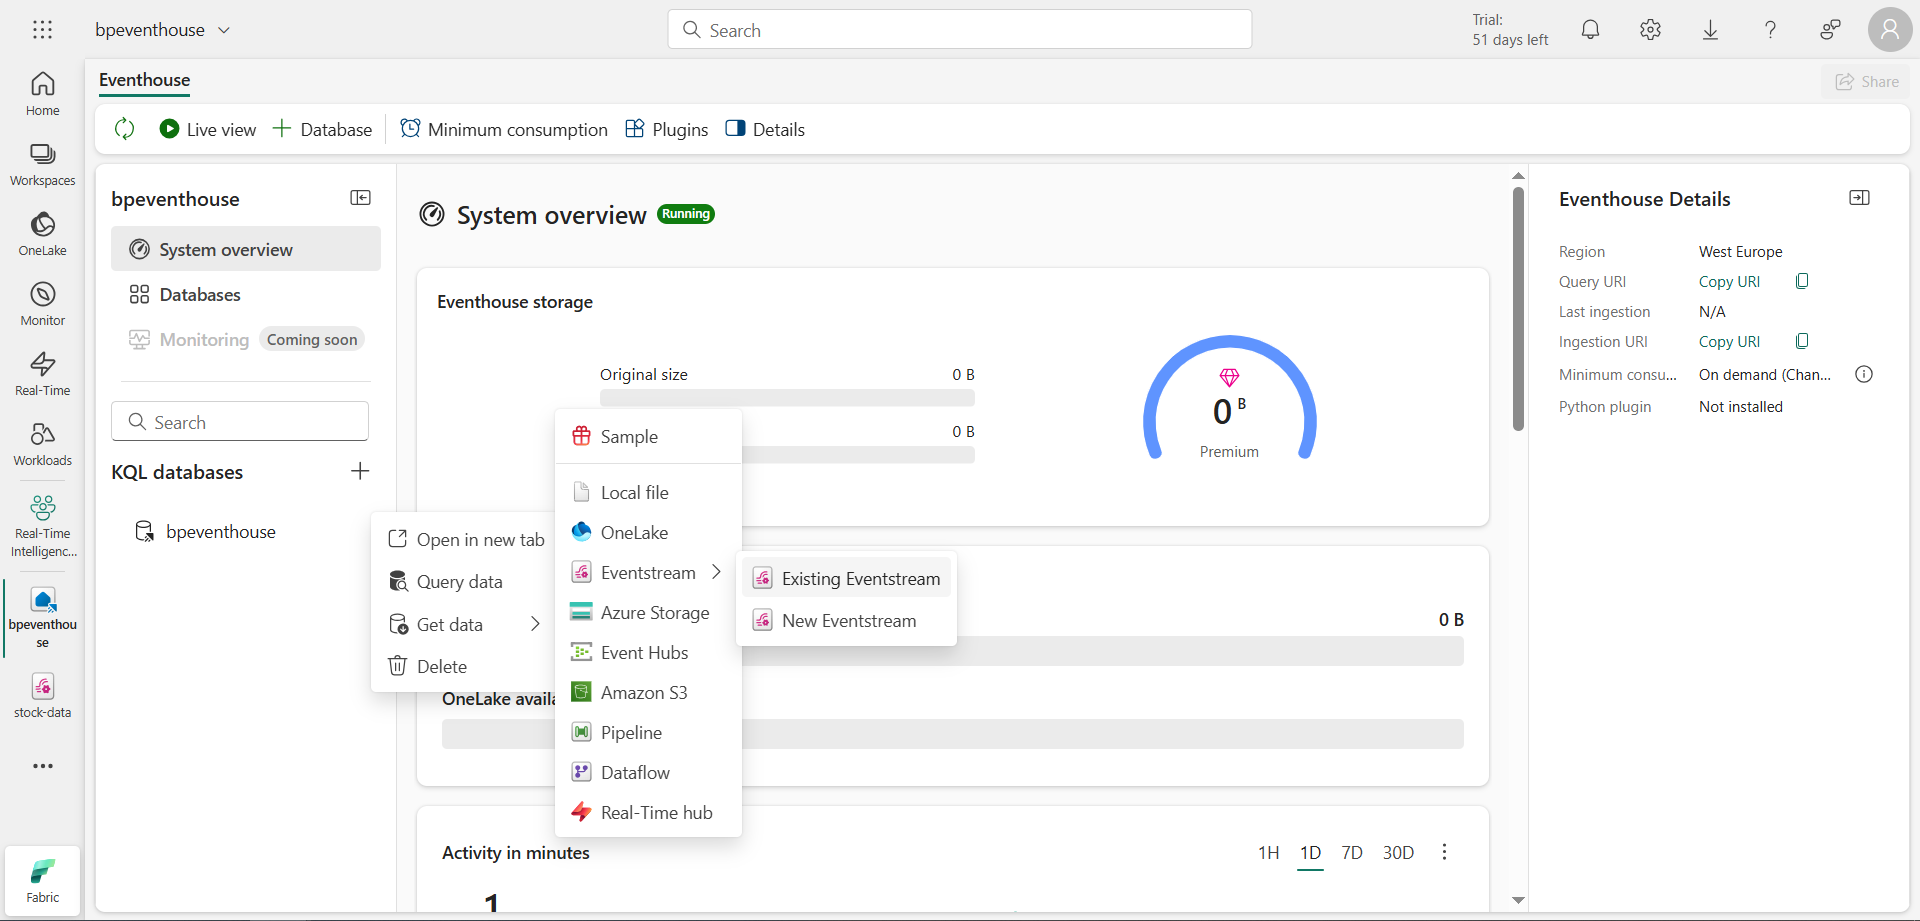 bpeventhouse
Search
Trial:
51 days left
Home
Workspaces
OneLake
Monitor
Real-Time
Workloads
Real-Time
Intelligenc...
bpeventhou
se
stock-data
Fabric
Eventhouse
Share
Live view
Database
Minimum consumption
Plugins
Details
bpeventhouse
System overview
Databases
Monitoring Coming soon
Search
KQL databases
bpeventhouse
Open in new tab
Query data
Get data
Delete
Sample
Local file
OneLake
Eventstream
Azure Storage
Event Hubs
Amazon S3
Pipeline
Dataflow
Real-Time hub
Existing Eventstream
New Eventstream
System overview Running
Eventhouse storage
Original size 0 B
0 B
0 B
Premium
0 B
OneLake availa
Activity in minutes
1H 1D 7D 30D
1
Eventhouse Details
Region West Europe
Query URI Copy URI
Last ingestion N/A
Ingestion URI Copy URI
Minimum consu... On demand (Chan...
Python plugin Not installed